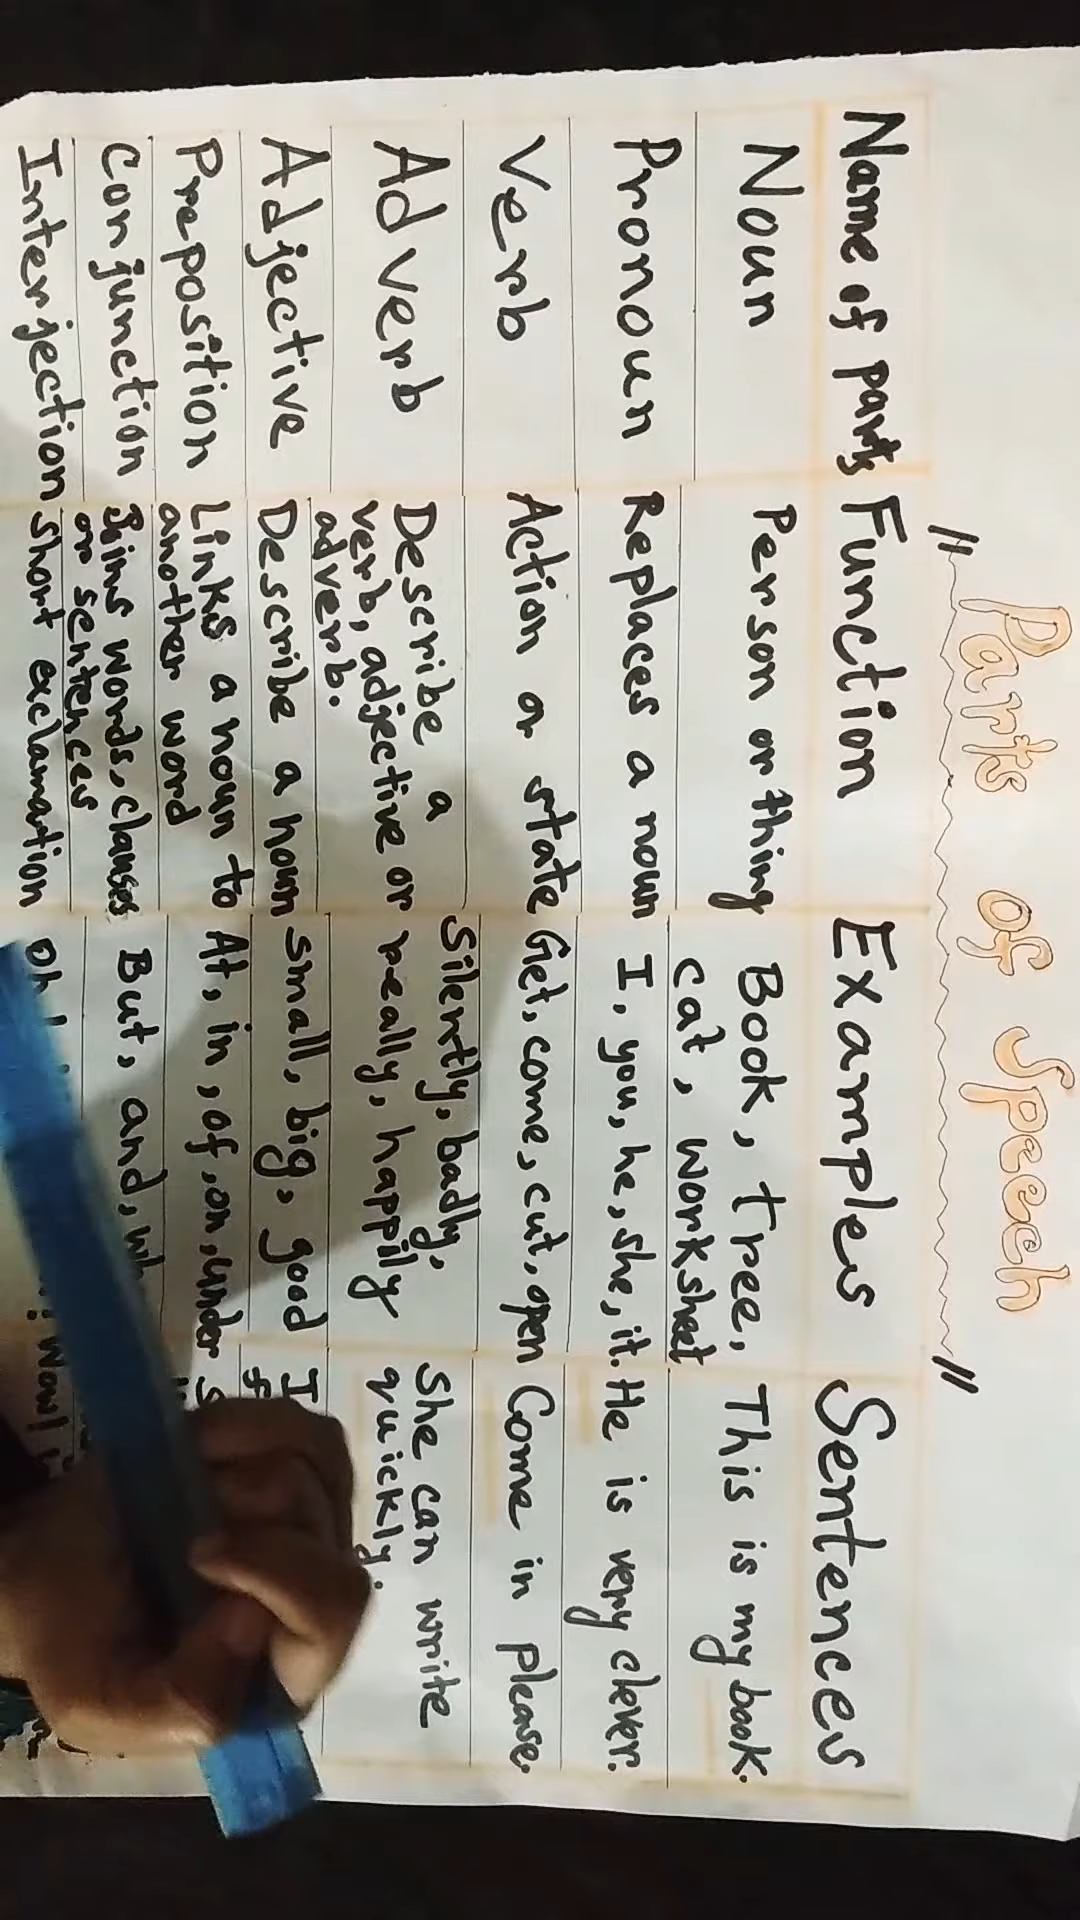 "Parts of Speech"
Name of parts Function Examples Sentences
Noun Person or thing Book, tree, This is my book.
cat, worksheet
Pronoun Replaces a noun I, you, he, she, it. He is very clever.
Verb Action or state Get, come, cut, open Come in please.
Adverb Describe a Silently, badly, She can write
verb, adjective or really, happily quickly.
adverb.
Adjective Describe a noun small, big, good I
Preposition Links a noun to At, in, of, on, under
another word
Conjunction Joins words, clauses But, and,
or sentences
Interjection short exclamation oh! wow!